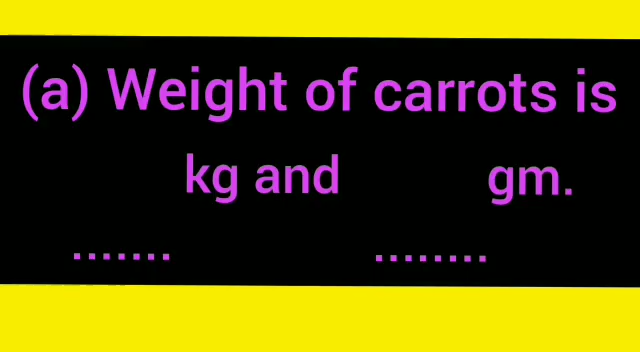 (a) Weight of carrots is
kg and gm.
....... ........